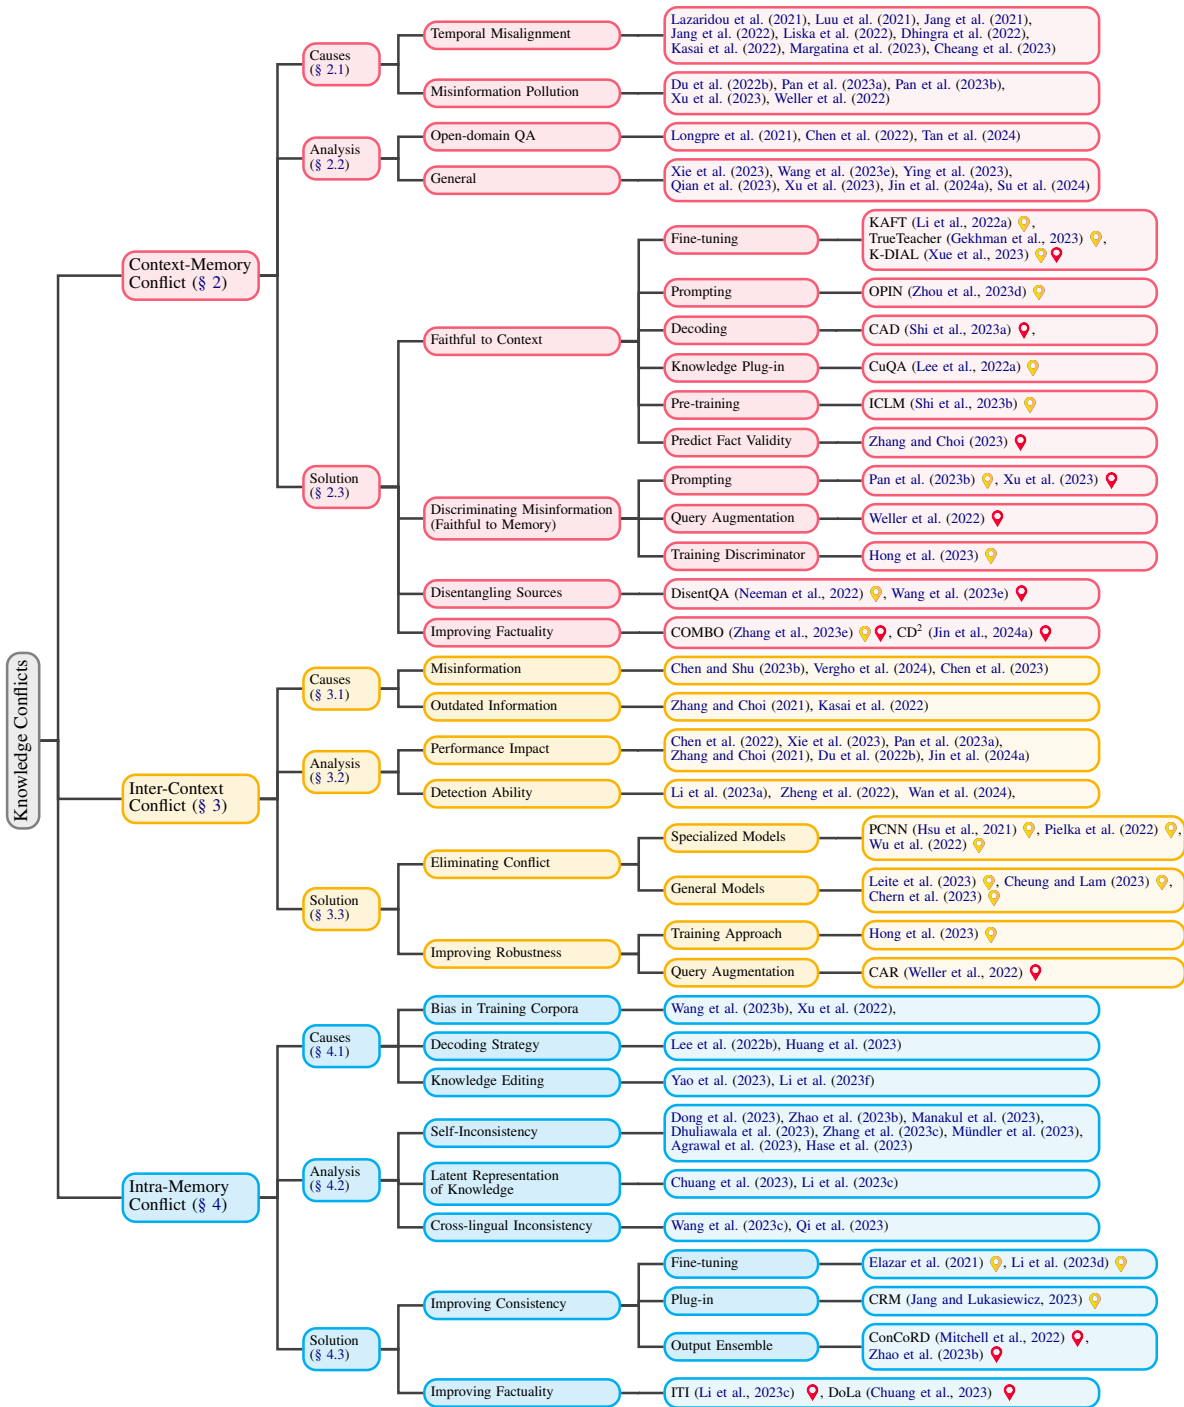 Knowledge Conflicts
Context-Memory
Conflict (§ 2)
Causes
(§ 2.1)
Temporal Misalignment
Lazaridou et al. (2021), Luu et al. (2021), Jang et al. (2021),
Jang et al. (2022), Liska et al. (2022), Dhingra et al. (2022),
Kasai et al. (2022), Margatina et al. (2023), Cheang et al. (2023)
Misinformation Pollution
Du et al. (2022b), Pan et al. (2023a), Pan et al. (2023b),
Xu et al. (2023), Weller et al. (2022)
Analysis
(§ 2.2)
Open-domain QA
Longpre et al. (2021), Chen et al. (2022), Tan et al. (2024)
General
Xie et al. (2023), Wang et al. (2023e), Ying et al. (2023),
Qian et al. (2023), Xu et al. (2023), Jin et al. (2024a), Su et al. (2024)
Solution
(§ 2.3)
Faithful to Context
Fine-tuning
KAFT (Li et al., 2022a) ,
TrueTeacher (Gekhman et al., 2023) ,
K-DIAL (Xue et al., 2023)
Prompting
OPIN (Zhou et al., 2023d)
Decoding
CAD (Shi et al., 2023a) ,
Knowledge Plug-in
CuQA (Lee et al., 2022a)
Pre-training
ICLM (Shi et al., 2023b)
Predict Fact Validity
Zhang and Choi (2023)
Discriminating Misinformation
(Faithful to Memory)
Prompting
Pan et al. (2023b) , Xu et al. (2023)
Query Augmentation
Weller et al. (2022)
Training Discriminator
Hong et al. (2023)
Disentangling Sources
DisentQA (Neeman et al., 2022) , Wang et al. (2023e)
Improving Factuality
COMBO (Zhang et al., 2023e) , CD² (Jin et al., 2024a)
Inter-Context
Conflict (§ 3)
Causes
(§ 3.1)
Misinformation
Chen and Shu (2023b), Vergho et al. (2024), Chen et al. (2023)
Outdated Information
Zhang and Choi (2021), Kasai et al. (2022)
Analysis
(§ 3.2)
Performance Impact
Chen et al. (2022), Xie et al. (2023), Pan et al. (2023a),
Zhang and Choi (2021), Du et al. (2022b), Jin et al. (2024a)
Detection Ability
Li et al. (2023a), Zheng et al. (2022), Wan et al. (2024),
Solution
(§ 3.3)
Eliminating Conflict
Specialized Models
PCNN (Hsu et al., 2021) , Pielka et al. (2022) ,
Wu et al. (2022)
General Models
Leite et al. (2023) , Cheung and Lam (2023) ,
Chern et al. (2023)
Improving Robustness
Training Approach
Hong et al. (2023)
Query Augmentation
CAR (Weller et al., 2022)
Intra-Memory
Conflict (§ 4)
Causes
(§ 4.1)
Bias in Training Corpora
Wang et al. (2023b), Xu et al. (2022),
Decoding Strategy
Lee et al. (2022b), Huang et al. (2023)
Knowledge Editing
Yao et al. (2023), Li et al. (2023f)
Analysis
(§ 4.2)
Self-Inconsistency
Dong et al. (2023), Zhao et al. (2023b), Manakul et al. (2023),
Dhuliawala et al. (2023), Zhang et al. (2023c), Mündler et al. (2023),
Agrawal et al. (2023), Hase et al. (2023)
Latent Representation
of Knowledge
Chuang et al. (2023), Li et al. (2023c)
Cross-lingual Inconsistency
Wang et al. (2023c), Qi et al. (2023)
Solution
(§ 4.3)
Improving Consistency
Fine-tuning
Elazar et al. (2021) , Li et al. (2023d)
Plug-in
CRM (Jang and Lukasiewicz, 2023)
Output Ensemble
ConCoRD (Mitchell et al., 2022) ,
Zhao et al. (2023b)
Improving Factuality
ITI (Li et al., 2023c) , DoLa (Chuang et al., 2023)